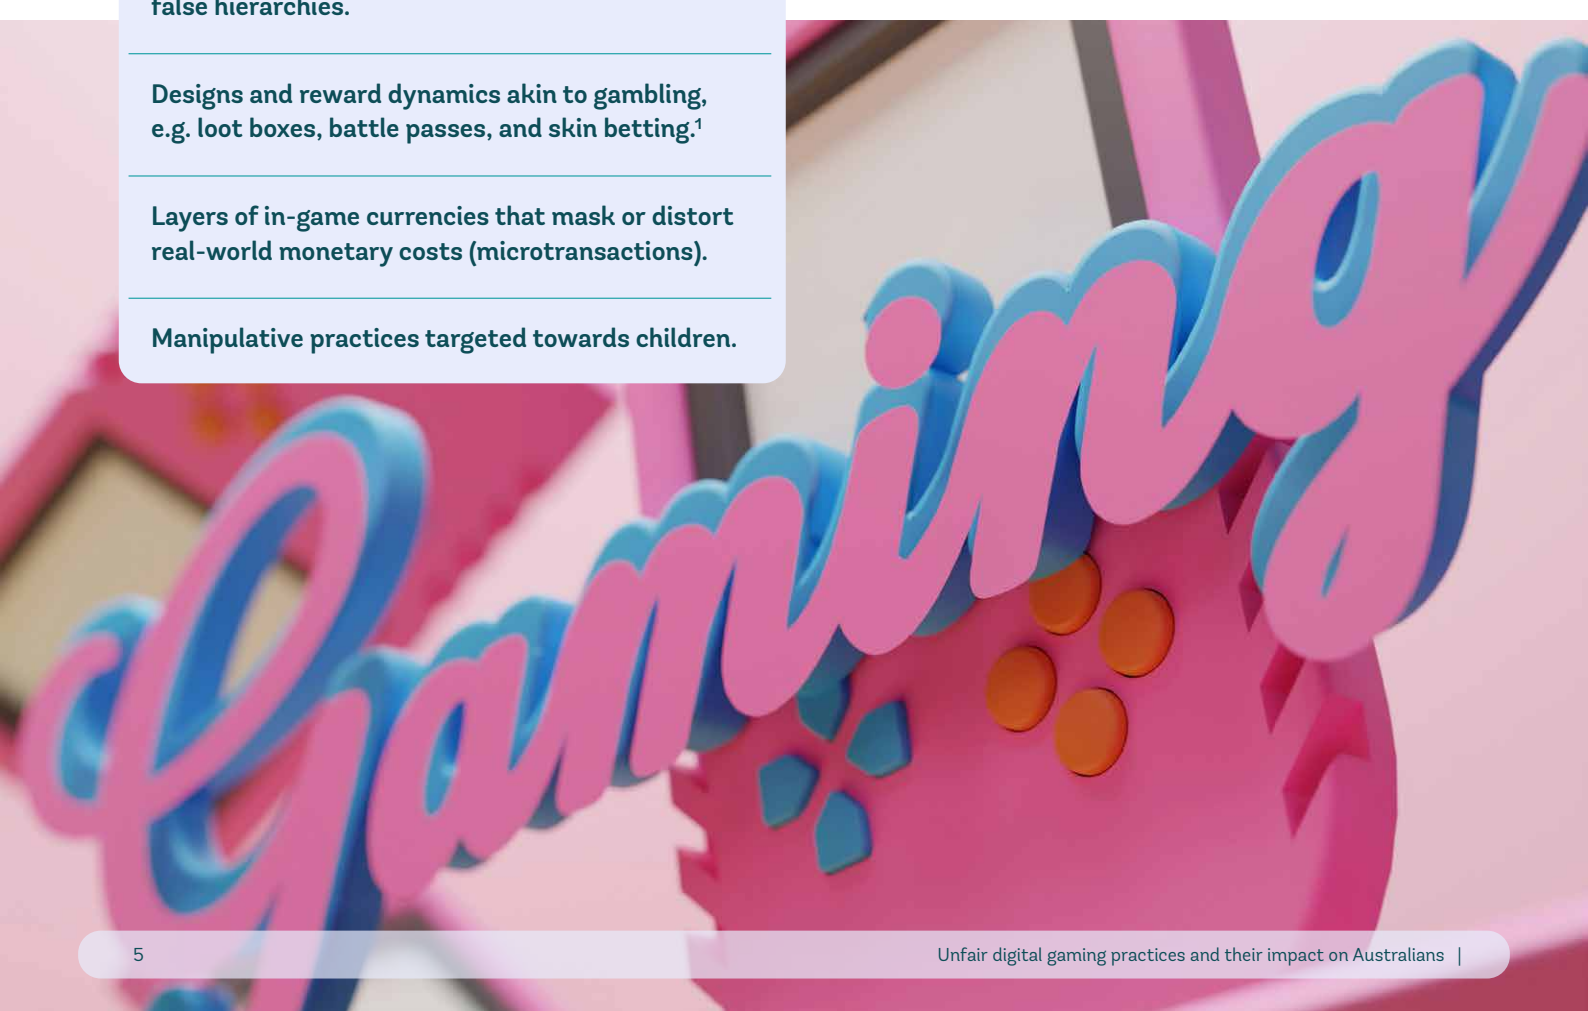 false hierarchies.
Designs and reward dynamics akin to gambling,
e.g. loot boxes, battle passes, and skin betting.¹
Layers of in-game currencies that mask or distort
real-world monetary costs (microtransactions).
Manipulative practices targeted towards children.
Gaming
5
Unfair digital gaming practices and their impact on Australians |